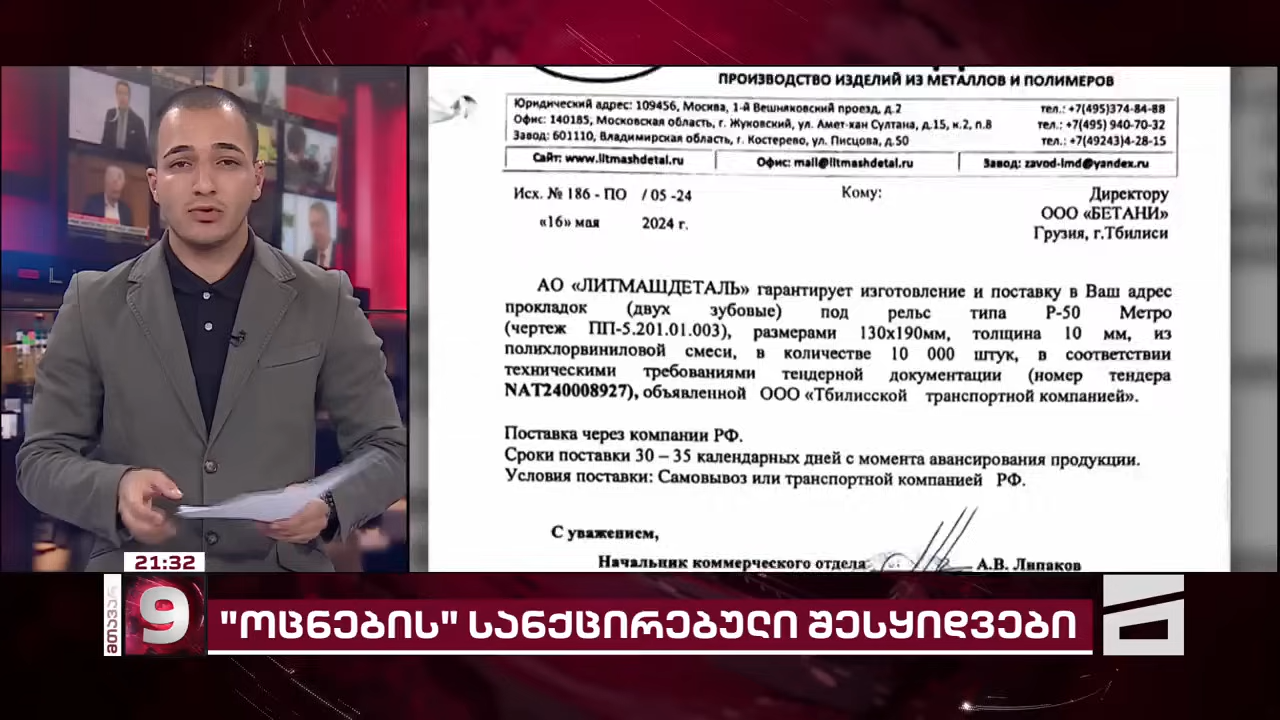 ПРОИЗВОДСТВО ИЗДЕЛИЙ ИЗ МЕТАЛЛОВ И ПОЛИМЕРОВ
Юридический адрес: 109456, Москва, 1-й Вешняковский проезд, д.2 тел.: +7(495)374-84-88
Офис: 140185, Московская область, г. Жуковский, ул. Амет-хан Султана, д.15, к.2, п.8 тел.: +7(495) 940-70-32
Завод: 601110, Владимирская область, г. Костерево, ул. Писцова, д.50 тел.: +7(49243)4-28-15
Сайт: www.litmashdetal.ru Офис: mail@litmashdetal.ru Завод: zavod-lmd@yandex.ru
Исх. № 186 - ПО / 05 -24 Кому: Директору
ООО «БЕТАНИ»
«16» мая 2024 г. Грузия, г.Тбилиси
АО «ЛИТМАШДЕТАЛЬ» гарантирует изготовление и поставку в Ваш адрес
прокладок (двух зубовые) под рельс типа Р-50 Метро
(чертеж ПП-5.201.01.003), размерами 130х190мм, толщина 10 мм, из
полихлорвиниловой смеси, в количестве 10 000 штук, в соответствии
техническими требованиями тендерной документации (номер тендера
NAT240008927), объявленной ООО «Тбилисской транспортной компанией».
Поставка через компании РФ.
Сроки поставки 30 – 35 календарных дней с момента авансирования продукции.
Условия поставки: Самовывоз или транспортной компанией РФ.
С уважением,
Начальник коммерческого отдела А.В. Липаков
21:32
მთავარი
9
"ოცნების" სანქცირებული შესყიდვები